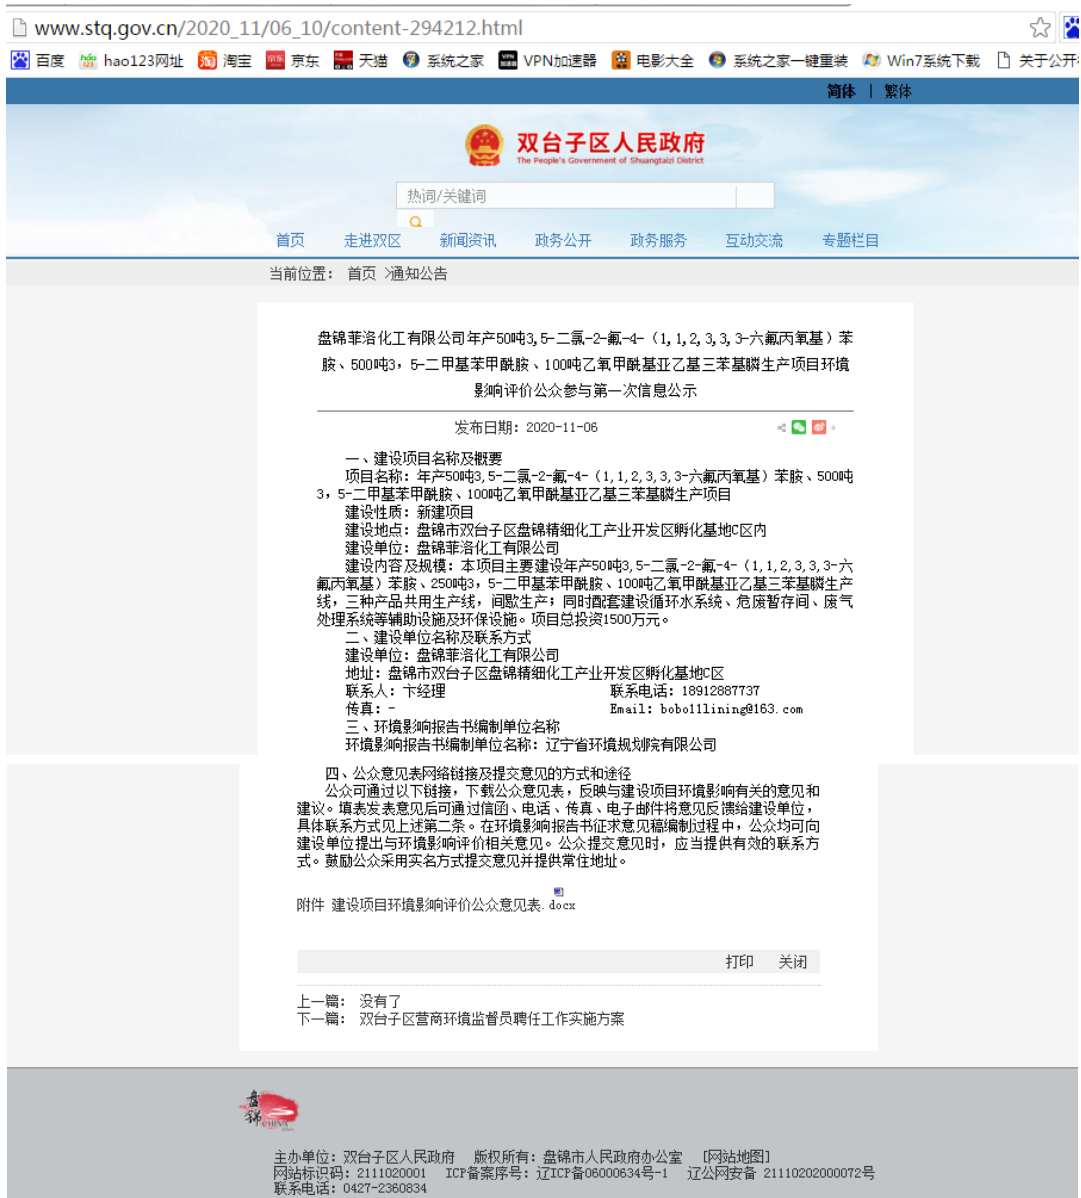 www.stq.gov.cn/2020_11/06_10/content-294212.html
百度 hao123网址 淘宝 京东 天猫 系统之家 VPN加速器 电影大全 系统之家一键重装 Win7系统下载 关于公开
简体 | 繁体
双台子区人民政府
The People's Government of Shuangtaizi District
热词/关键词
首页 走进双区 新闻资讯 政务公开 政务服务 互动交流 专题栏目
当前位置: 首页 >通知公告
盘锦菲洛化工有限公司年产50吨3,5-二氯-2-氟-4-（1,1,2,3,3,3-六氟丙氧基）苯
胺、500吨3，5-二甲基苯甲酰胺、100吨乙氧甲酰基亚乙基三苯基膦生产项目环境
影响评价公众参与第一次信息公示
发布日期: 2020-11-06
一、建设项目名称及概要
项目名称：年产50吨3,5-二氯-2-氟-4-（1,1,2,3,3,3-六氟丙氧基）苯胺、500吨
3，5-二甲基苯甲酰胺、100吨乙氧甲酰基亚乙基三苯基膦生产项目
建设性质：新建项目
建设地点：盘锦市双台子区盘锦精细化工产业开发区孵化基地C区内
建设单位：盘锦菲洛化工有限公司
建设内容及规模：本项目主要建设年产50吨3,5-二氯-2-氟-4-（1,1,2,3,3,3-六
氟丙氧基）苯胺、250吨3，5-二甲基苯甲酰胺、100吨乙氧甲酰基亚乙基三苯基膦生产
线，三种产品共用生产线，间歇生产；同时配套建设循环水系统、危废暂存间、废气
处理系统等辅助设施及环保设施。项目总投资1500万元。
二、建设单位名称及联系方式
建设单位：盘锦菲洛化工有限公司
地址：盘锦市双台子区盘锦精细化工产业开发区孵化基地C区
联系人：卞经理 联系电话：18912887737
传真：- Email: bobolllining@163.com
三、环境影响报告书编制单位名称
环境影响报告书编制单位名称：辽宁省环境规划院有限公司
四、公众意见表网络链接及提交意见的方式和途径
公众可通过以下链接，下载公众意见表，反映与建设项目环境影响有关的意见和
建议。填表发表意见后可通过信函、电话、传真、电子邮件将意见反馈给建设单位，
具体联系方式见上述第二条。在环境影响报告书征求意见稿编制过程中，公众均可向
建设单位提出与环境影响评价相关意见。公众提交意见时，应当提供有效的联系方
式。鼓励公众采用实名方式提交意见并提供常住地址。
附件 建设项目环境影响评价公众意见表.docx
打印 关闭
上一篇: 没有了
下一篇: 双台子区营商环境监督员聘任工作实施方案
盘锦
CHINA
主办单位：双台子区人民政府 版权所有：盘锦市人民政府办公室 [网站地图]
网站标识码：2111020001 ICP备案序号：辽ICP备06000634号-1 辽公网安备 21110202000072号
联系电话：0427-2360834